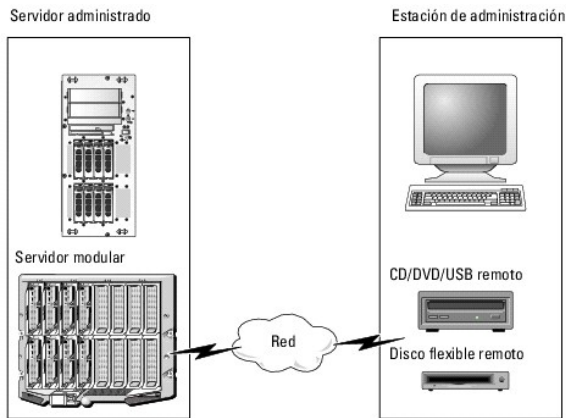 Servidor administrado
Estación de administración
Servidor modular
CD/DVD/USB remoto
Red
Disco flexible remoto